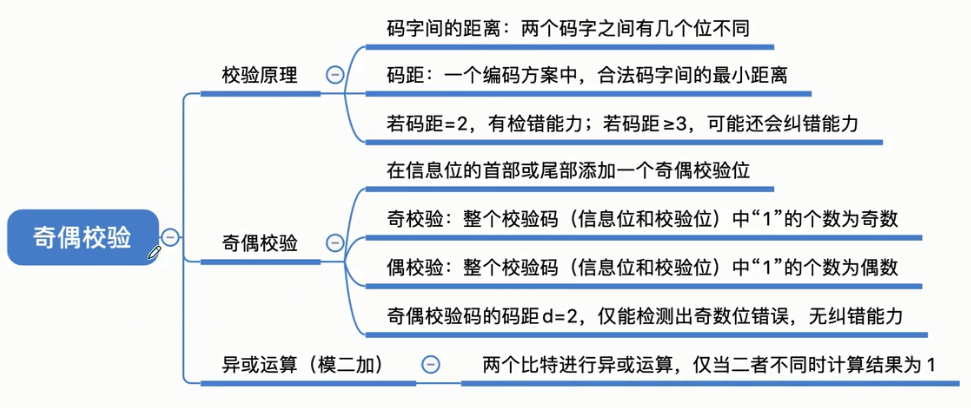 奇偶校验
校验原理
码字间的距离：两个码字之间有几个位不同
码距：一个编码方案中，合法码字间的最小距离
若码距=2，有检错能力；若码距≥3，可能还会纠错能力
奇偶校验
在信息位的首部或尾部添加一个奇偶校验位
奇校验：整个校验码（信息位和校验位）中“1”的个数为奇数
偶校验：整个校验码（信息位和校验位）中“1”的个数为偶数
奇偶校验码的码距d=2，仅能检测出奇数位错误，无纠错能力
异或运算（模二加）
两个比特进行异或运算，仅当二者不同时计算结果为1